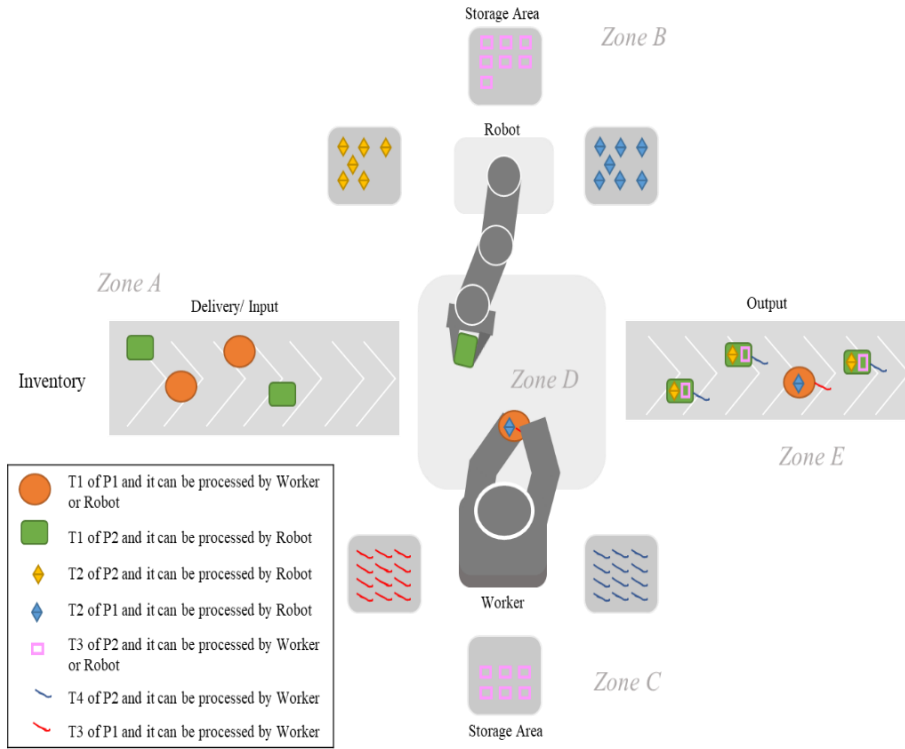 Storage Area
Zone B
Robot
Zone A
Delivery/ Input
Output
Inventory
Zone D
Zone E
T1 of P1 and it can be processed by Worker
or Robot
T1 of P2 and it can be processed by Robot
T2 of P2 and it can be processed by Robot
T2 of P1 and it can be processed by Robot
T3 of P2 and it can be processed by Worker
or Robot
T4 of P2 and it can be processed by Worker
T3 of P1 and it can be processed by Worker
Worker
Zone C
Storage Area